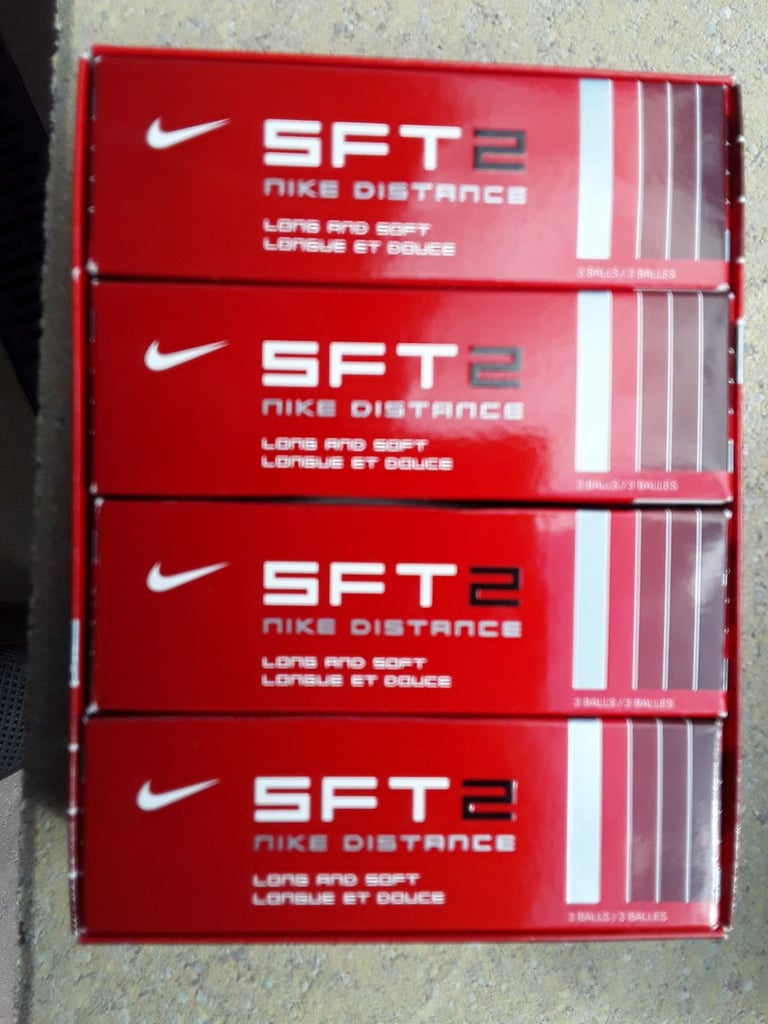 SFT2
NIKE DISTANCE
LONG AND SOFT
LONGUE ET DOUCE
3 BALLS / 3 BALLES
SFT2
NIKE DISTANCE
LONG AND SOFT
LONGUE ET DOUCE
3 BALLS / 3 BALLES
SFT2
NIKE DISTANCE
LONG AND SOFT
LONGUE ET DOUCE
3 BALLS / 3 BALLES
SFT2
NIKE DISTANCE
LONG AND SOFT
LONGUE ET DOUCE
3 BALLS / 3 BALLES